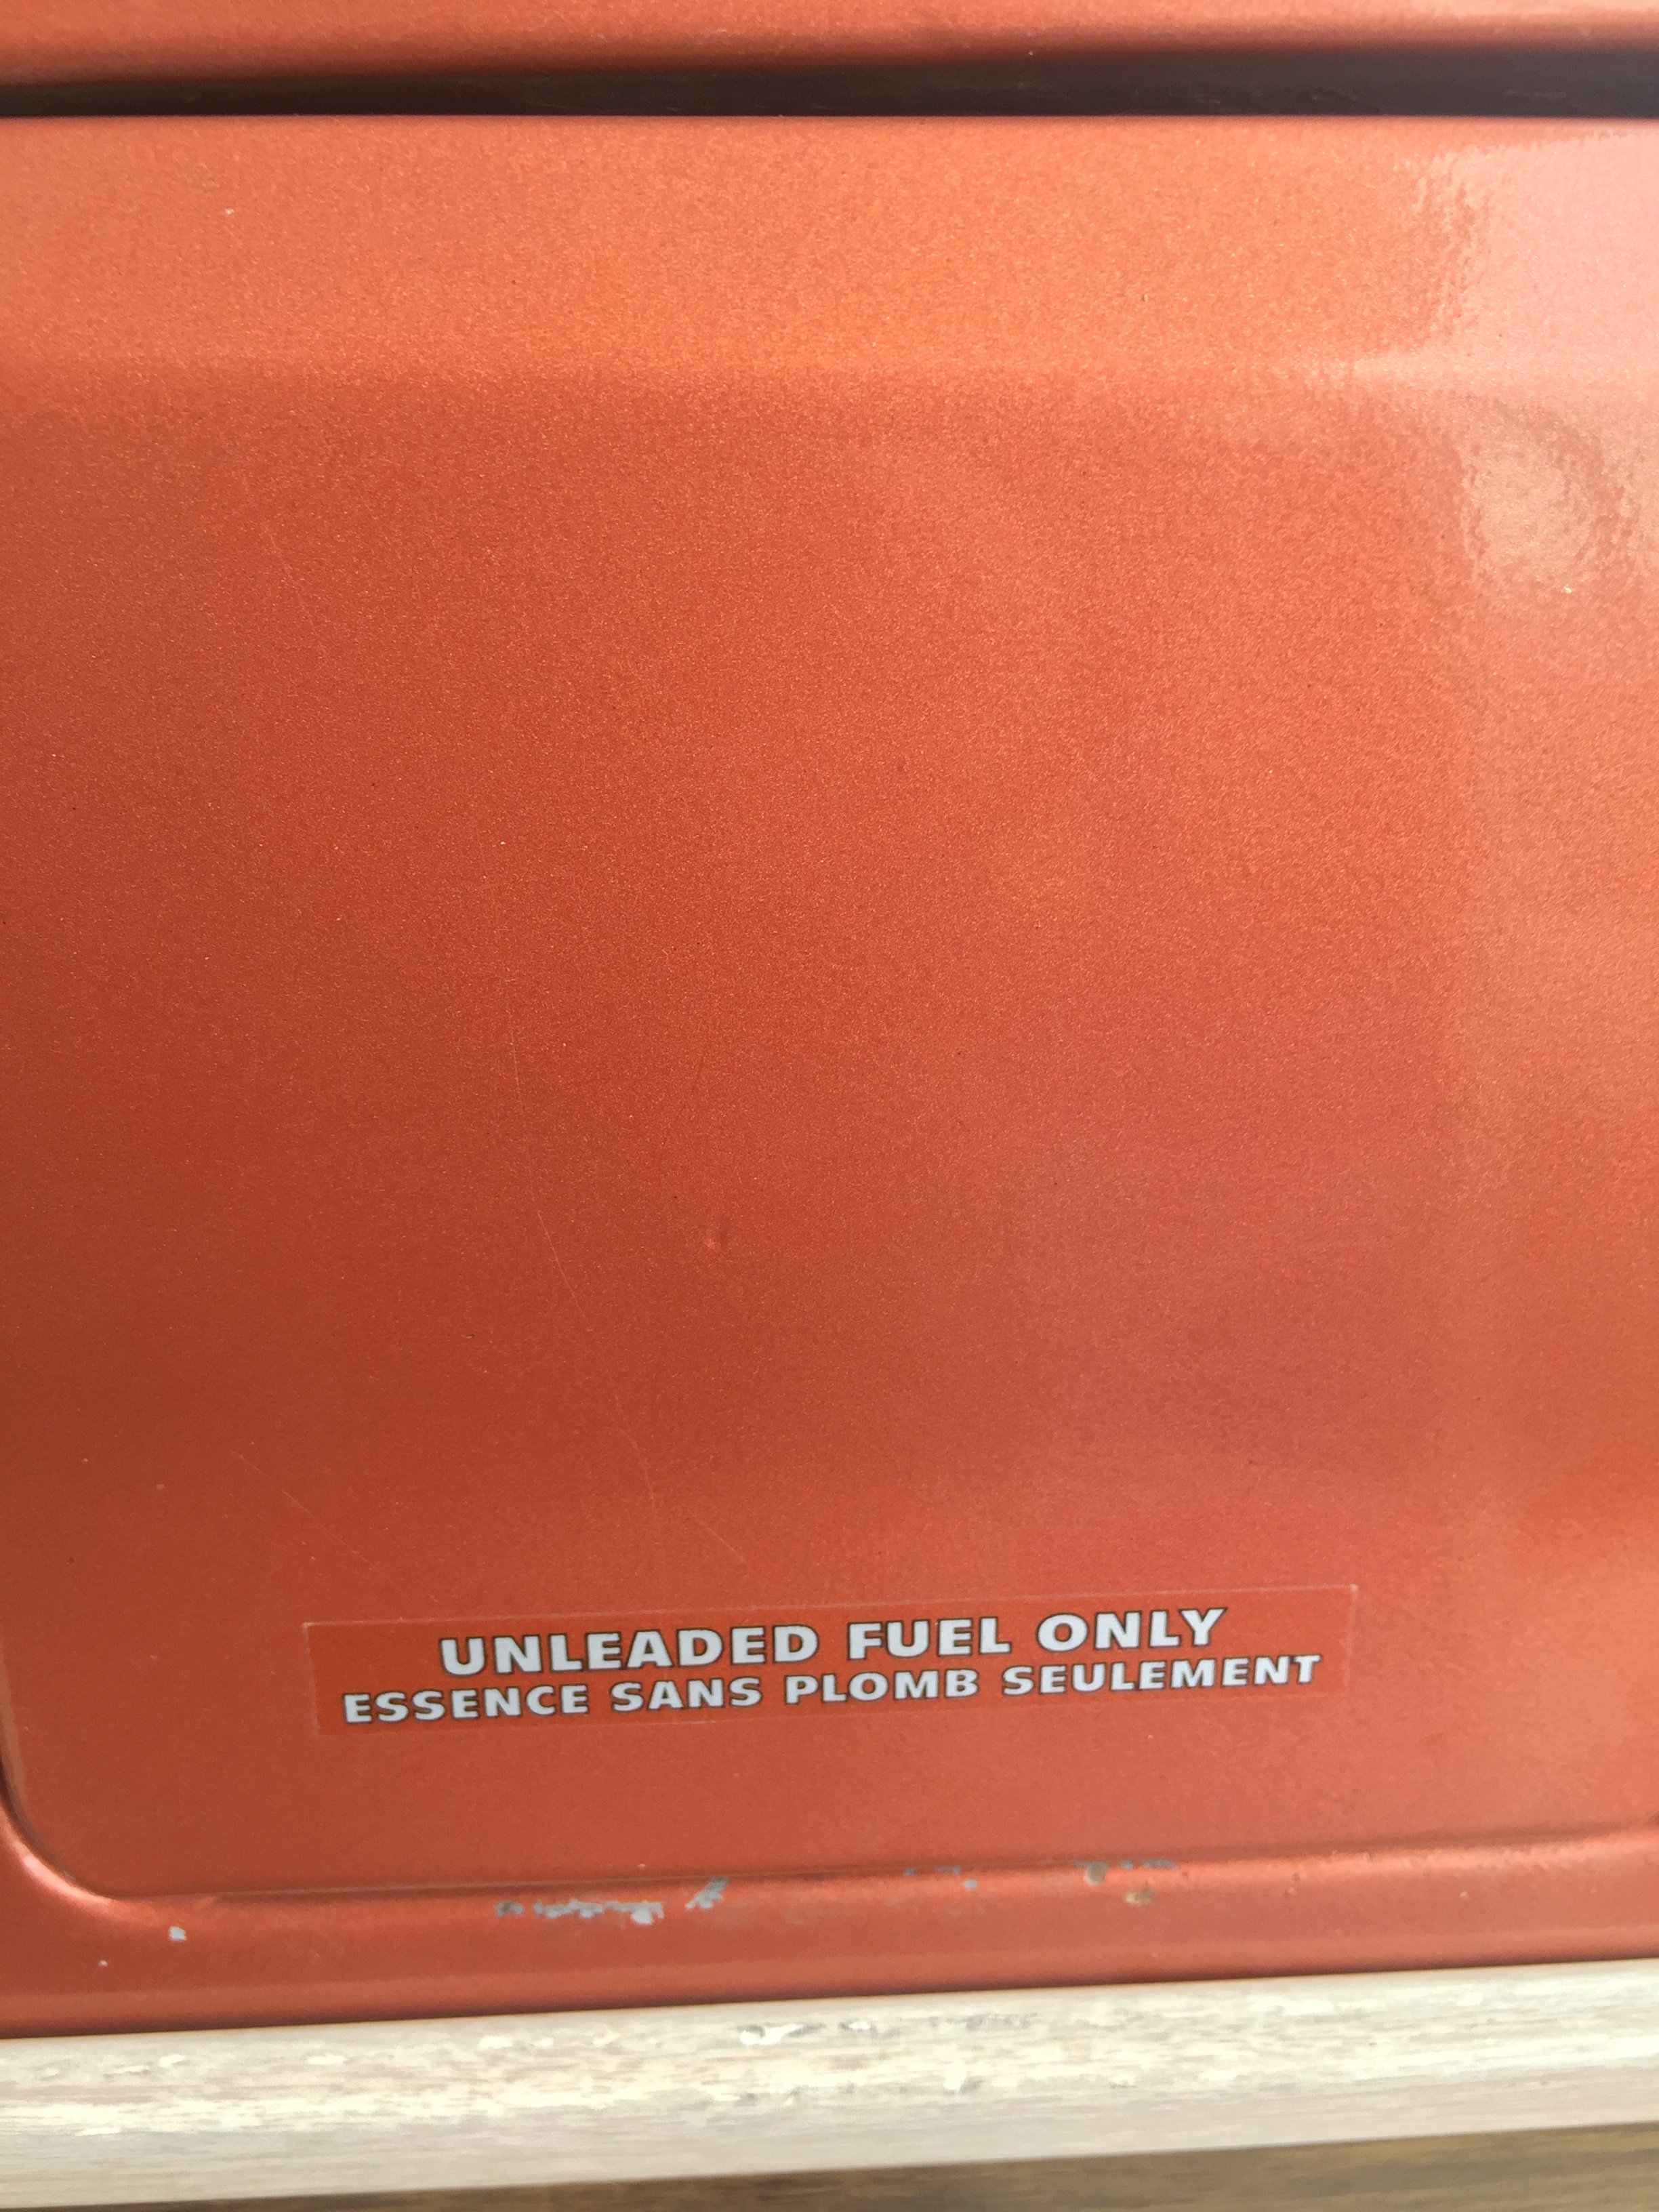 UNLEADED FUEL ONLY
ESSENCE SANS PLOMB SEULEMENT